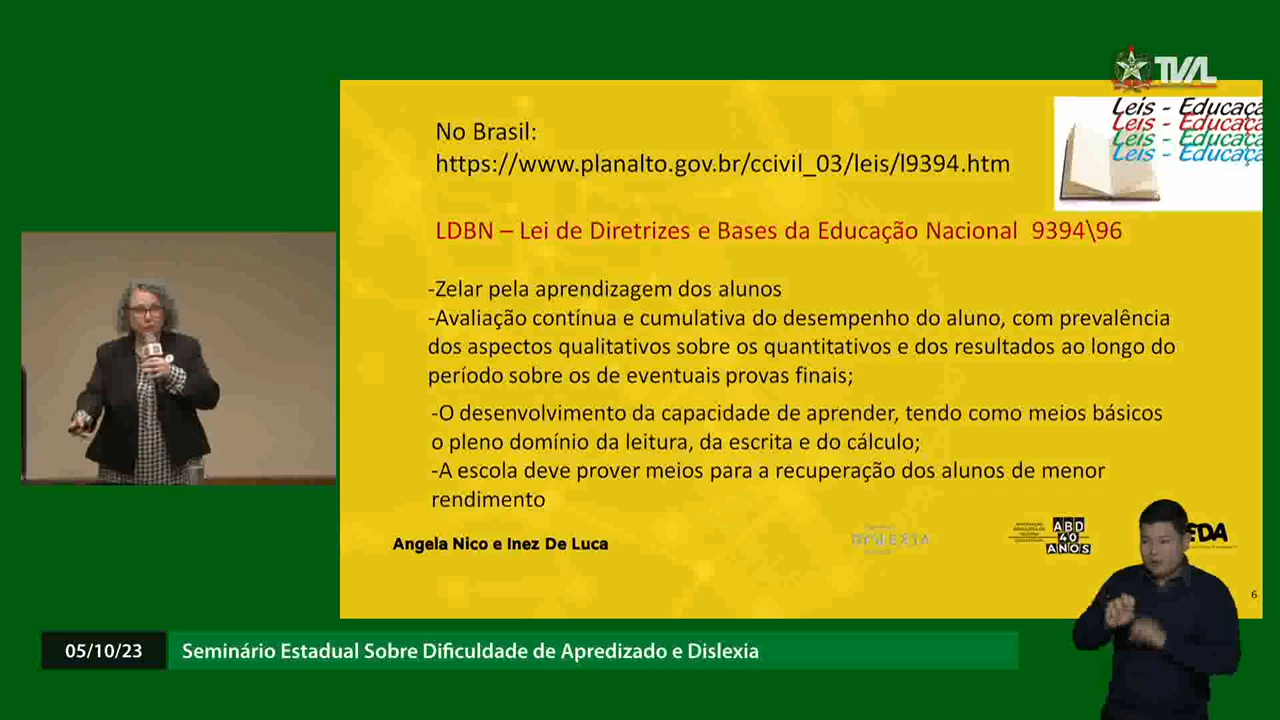 TVAL
Leis - Educaçã
Leis - Educaçã
Leis - Educaçã
Leis - Educaçã
No Brasil:
https://www.planalto.gov.br/ccivil_03/leis/l9394.htm
LDBN – Lei de Diretrizes e Bases da Educação Nacional 9394\96
-Zelar pela aprendizagem dos alunos
-Avaliação contínua e cumulativa do desempenho do aluno, com prevalência
dos aspectos qualitativos sobre os quantitativos e dos resultados ao longo do
período sobre os de eventuais provas finais;
-O desenvolvimento da capacidade de aprender, tendo como meios básicos
o pleno domínio da leitura, da escrita e do cálculo;
-A escola deve prover meios para a recuperação dos alunos de menor
rendimento
Angela Nico e Inez De Luca
DYSLEXIA
ABD
40
ANOS
EDA
6
05/10/23
Seminário Estadual Sobre Dificuldade de Apredizado e Dislexia